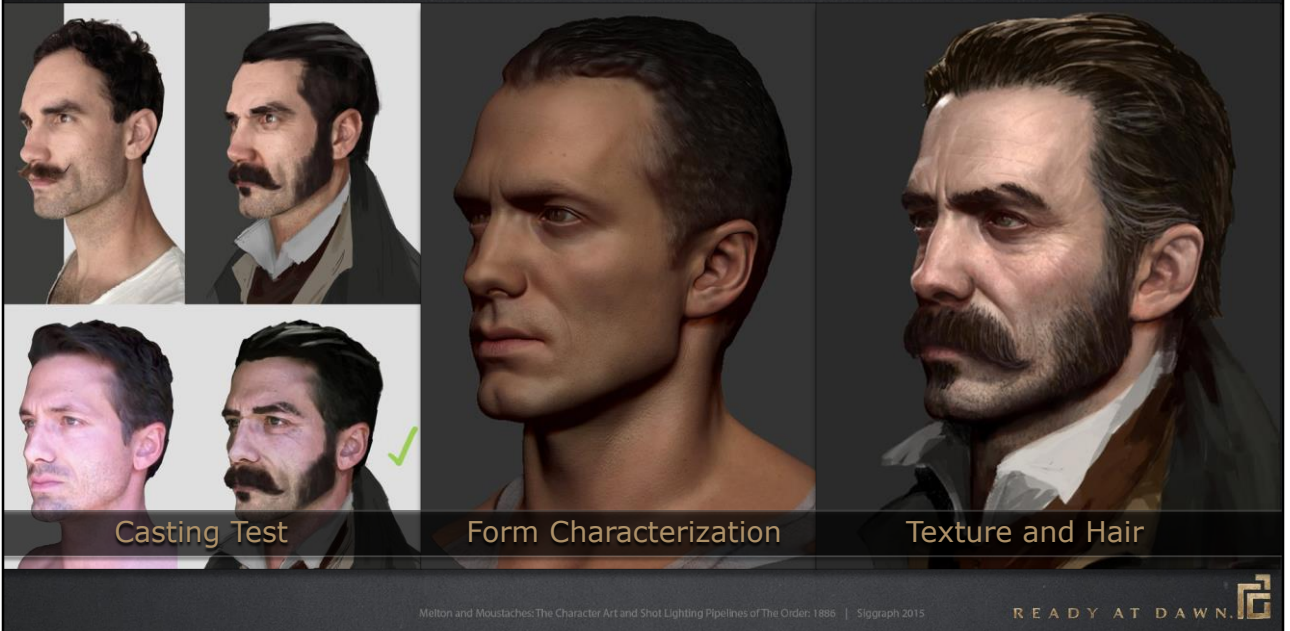 Casting Test
Form Characterization
Texture and Hair
Melton and Moustaches: The Character Art and Shot Lighting Pipelines of The Order: 1886 | Siggraph 2015
READY AT DAWN.